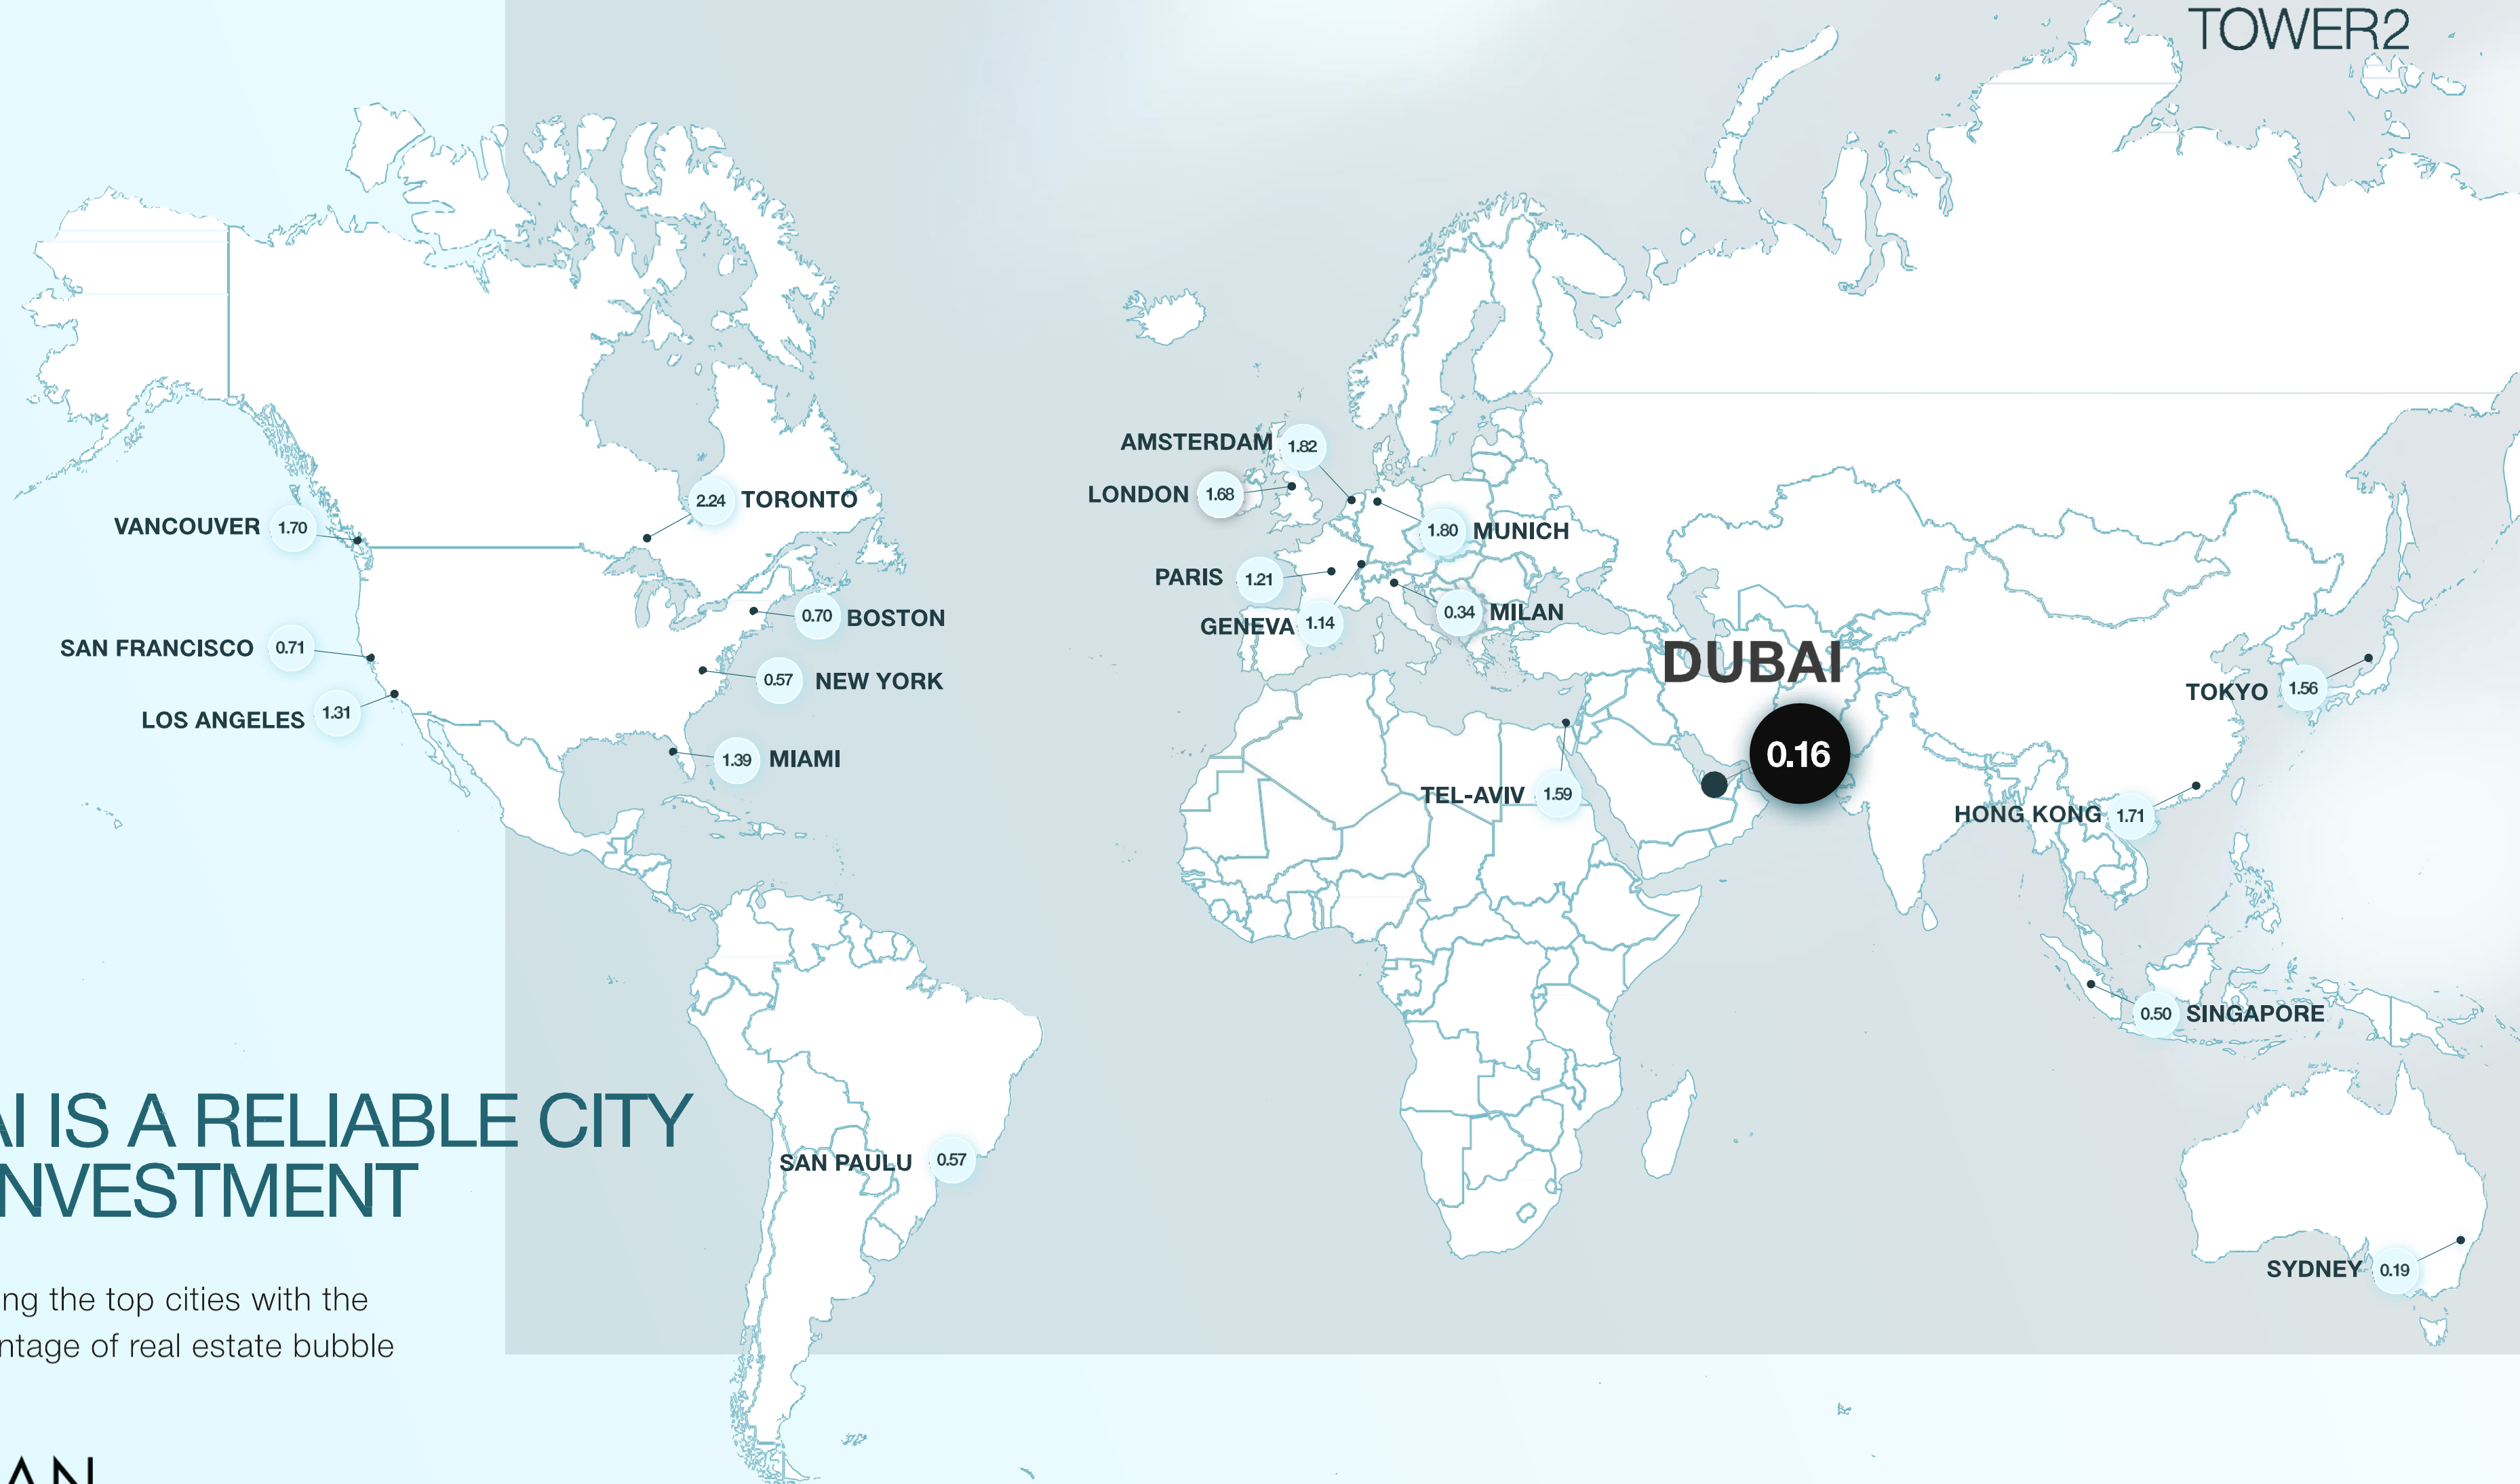 TOWER2
AMSTERDAM 1.82
LONDON 1.68
2.24 TORONTO
VANCOUVER 1.70
1.80 MUNICH
PARIS 1.21
0.34 MILAN
GENEVA 1.14
0.70 BOSTON
SAN FRANCISCO 0.71
0.57 NEW YORK
LOS ANGELES 1.31
1.39 MIAMI
DUBAI
0.16
TOKYO 1.56
TEL-AVIV 1.59
HONG KONG 1.71
0.50 SINGAPORE
SAN PAULU 0.57
SYDNEY 0.19
AI IS A RELIABLE CITY
NVESTMENT
ng the top cities with the
ntage of real estate bubble
AN